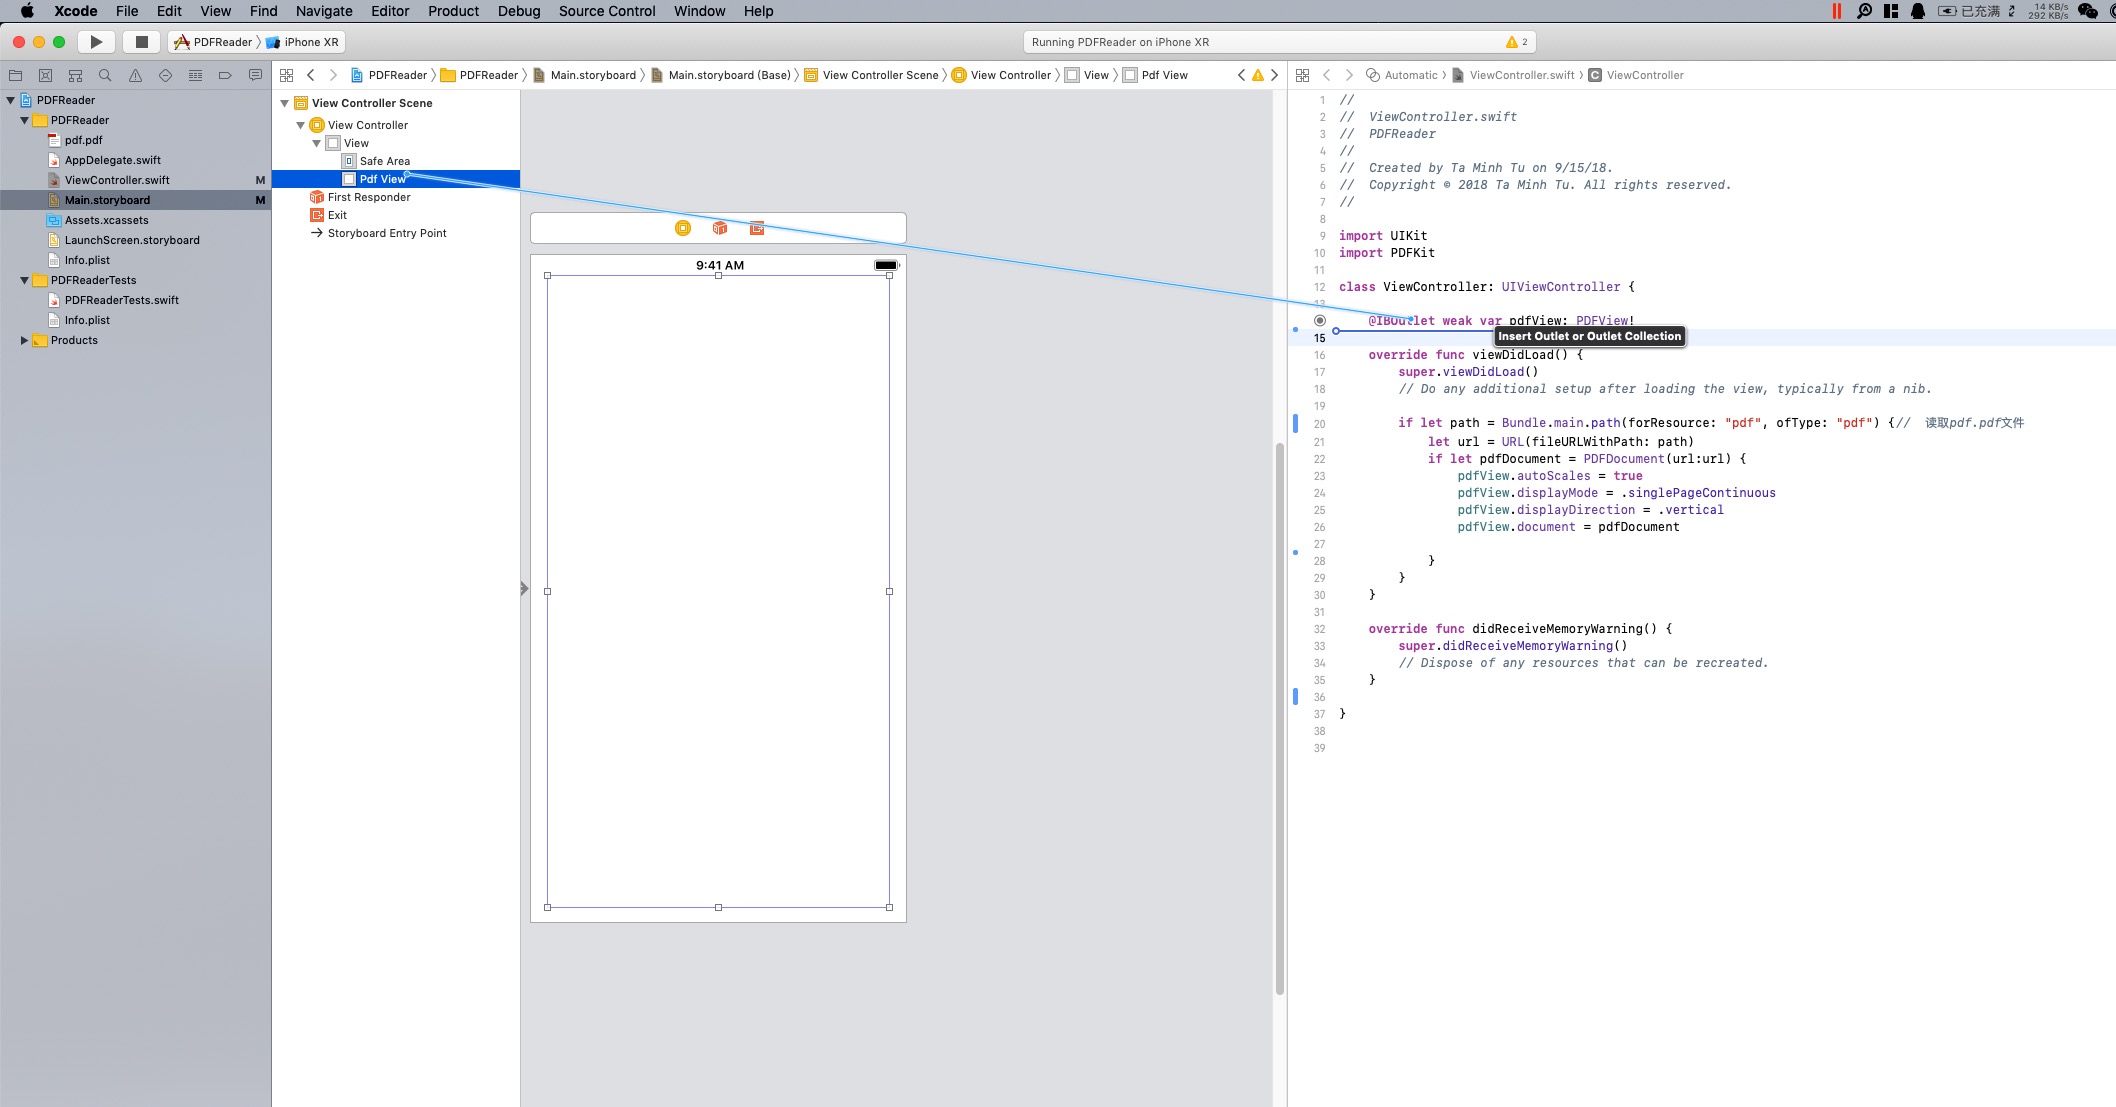 Xcode File Edit View Find Navigate Editor Product Debug Source Control Window Help
已充满
14 KB/s
292 KB/s
PDFReader iPhone XR
Running PDFReader on iPhone XR
2
PDFReader PDFReader Main.storyboard Main.storyboard (Base) View Controller Scene View Controller View Pdf View
Automatic ViewController.swift C ViewController
PDFReader
PDFReader
pdf.pdf
AppDelegate.swift
ViewController.swift M
Main.storyboard M
Assets.xcassets
LaunchScreen.storyboard
Info.plist
PDFReaderTests
PDFReaderTests.swift
Info.plist
Products
View Controller Scene
View Controller
View
Safe Area
Pdf View
First Responder
Exit
Storyboard Entry Point
9:41 AM
1 //
2 //  ViewController.swift
3 //  PDFReader
4 //
5 //  Created by Ta Minh Tu on 9/15/18.
6 //  Copyright © 2018 Ta Minh Tu. All rights reserved.
7 //
8
9 import UIKit
10 import PDFKit
11
12 class ViewController: UIViewController {
13
@IBOutlet weak var pdfView: PDFView!
15
Insert Outlet or Outlet Collection
16 override func viewDidLoad() {
17 super.viewDidLoad()
18 // Do any additional setup after loading the view, typically from a nib.
19
20 if let path = Bundle.main.path(forResource: "pdf", ofType: "pdf") {//  读取pdf.pdf文件
21 let url = URL(fileURLWithPath: path)
22 if let pdfDocument = PDFDocument(url:url) {
23 pdfView.autoScales = true
24 pdfView.displayMode = .singlePageContinuous
25 pdfView.displayDirection = .vertical
26 pdfView.document = pdfDocument
27
28 }
29 }
30 }
31
32 override func didReceiveMemoryWarning() {
33 super.didReceiveMemoryWarning()
34 // Dispose of any resources that can be recreated.
35 }
36
37 }
38
39